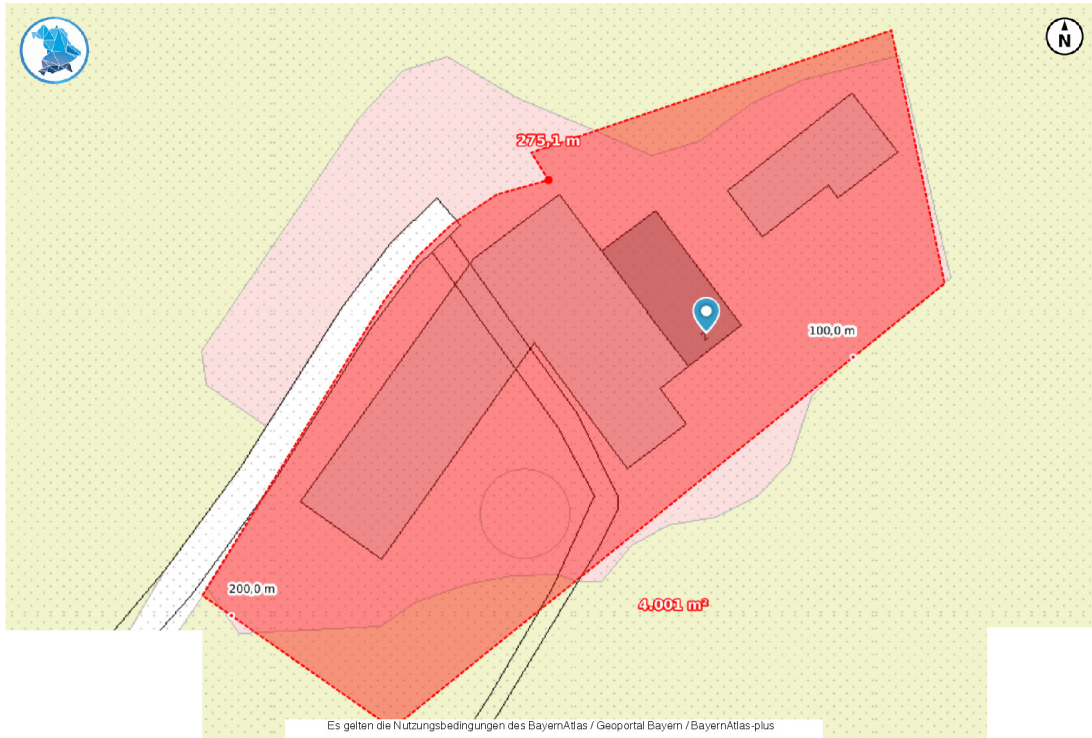 N
275,1 m
100,0 m
200,0 m
4.001 m²
Es gelten die Nutzungsbedingungen des BayernAtlas / Geoportal Bayern / BayernAtlas-plus